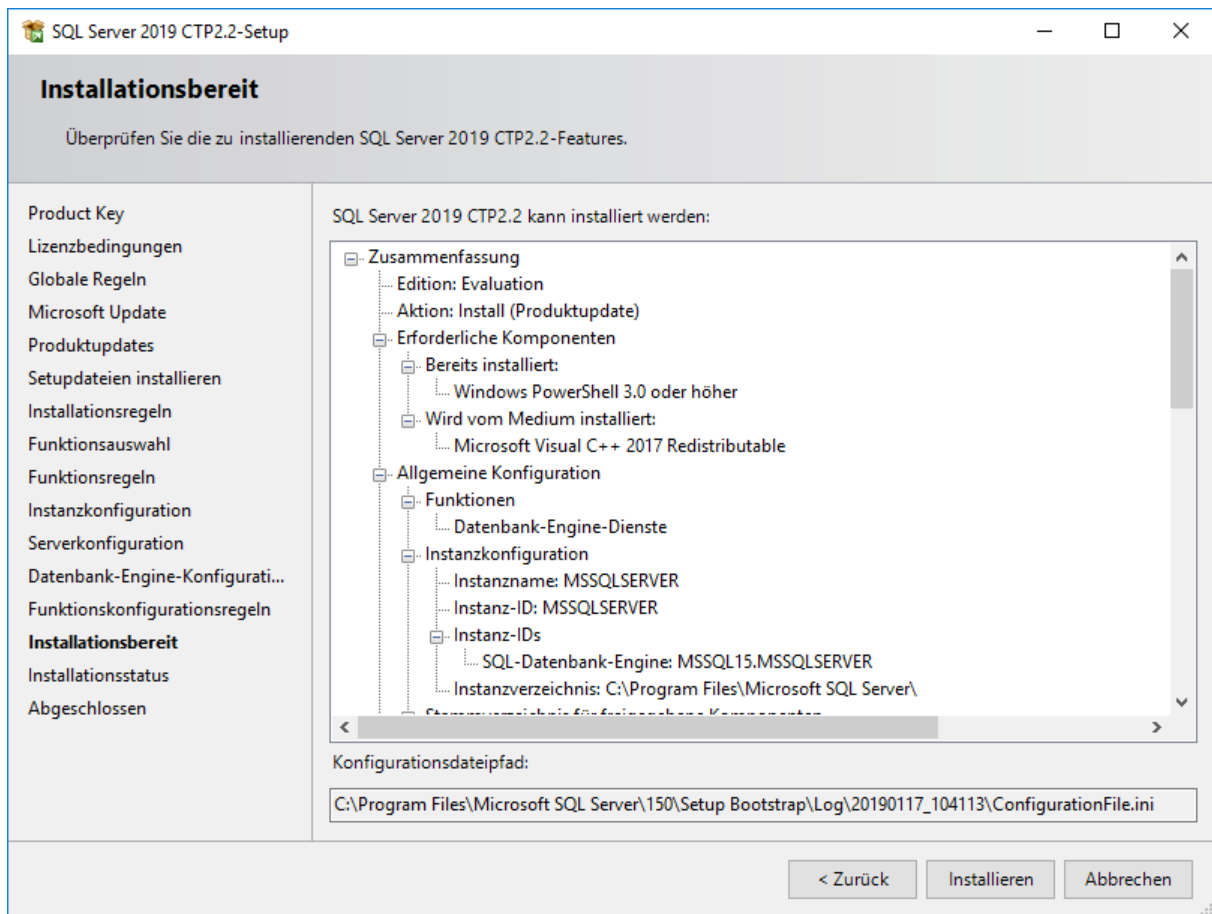 SQL Server 2019 CTP2.2-Setup
Installationsbereit
Überprüfen Sie die zu installierenden SQL Server 2019 CTP2.2-Features.
Product Key
Lizenzbedingungen
Globale Regeln
Microsoft Update
Produktupdates
Setupdateien installieren
Installationsregeln
Funktionsauswahl
Funktionsregeln
Instanzkonfiguration
Serverkonfiguration
Datenbank-Engine-Konfigurati...
Funktionskonfigurationsregeln
Installationsbereit
Installationsstatus
Abgeschlossen
SQL Server 2019 CTP2.2 kann installiert werden:
Zusammenfassung
Edition: Evaluation
Aktion: Install (Produktupdate)
Erforderliche Komponenten
Bereits installiert:
Windows PowerShell 3.0 oder höher
Wird vom Medium installiert:
Microsoft Visual C++ 2017 Redistributable
Allgemeine Konfiguration
Funktionen
Datenbank-Engine-Dienste
Instanzkonfiguration
Instanzname: MSSQLSERVER
Instanz-ID: MSSQLSERVER
Instanz-IDs
SQL-Datenbank-Engine: MSSQL15.MSSQLSERVER
Instanzverzeichnis: C:\Program Files\Microsoft SQL Server\
Konfigurationsdateipfad:
C:\Program Files\Microsoft SQL Server\150\Setup Bootstrap\Log\20190117_104113\ConfigurationFile.ini
< Zurück
Installieren
Abbrechen